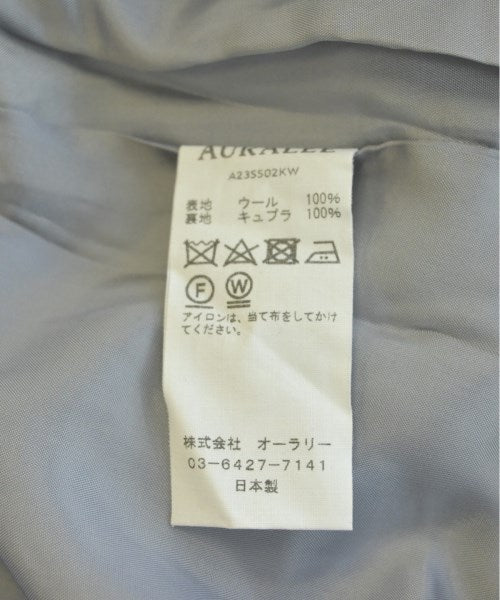 AURALEE
A23SS02KW
表地 ウール 100%
裏地 キュプラ 100%
F W
アイロンは、当て布をしてかけ
てください。
株式会社 オーラリー
03-6427-7141
日本製